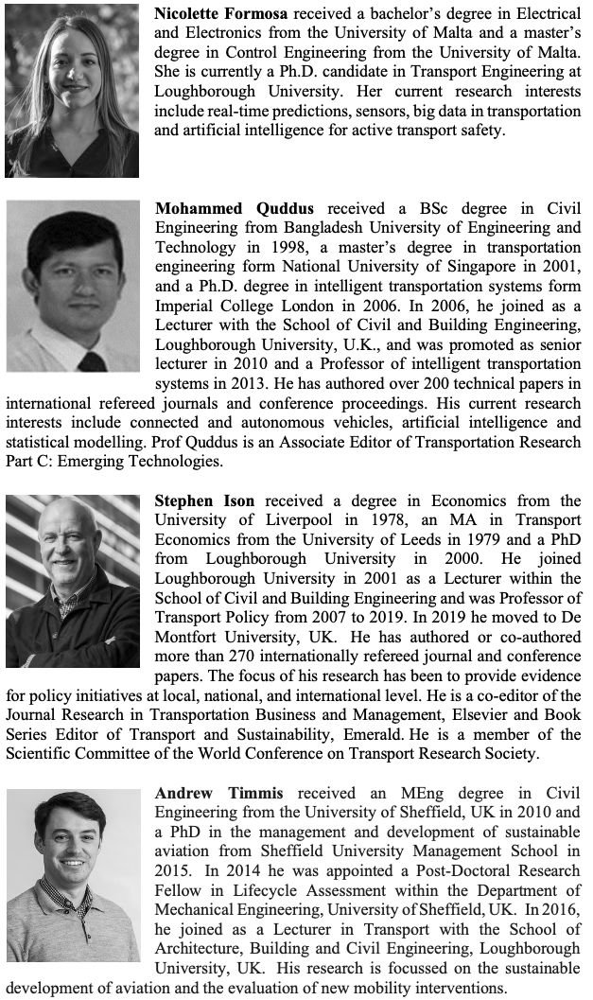 Nicolette Formosa received a bachelor’s degree in Electrical
and Electronics from the University of Malta and a master’s
degree in Control Engineering from the University of Malta.
She is currently a Ph.D. candidate in Transport Engineering at
Loughborough University. Her current research interests
include real-time predictions, sensors, big data in transportation
and artificial intelligence for active transport safety.
Mohammed Quddus received a BSc degree in Civil
Engineering from Bangladesh University of Engineering and
Technology in 1998, a master’s degree in transportation
engineering form National University of Singapore in 2001,
and a Ph.D. degree in intelligent transportation systems form
Imperial College London in 2006. In 2006, he joined as a
Lecturer with the School of Civil and Building Engineering,
Loughborough University, U.K., and was promoted as senior
lecturer in 2010 and a Professor of intelligent transportation
systems in 2013. He has authored over 200 technical papers in
international refereed journals and conference proceedings. His current research
interests include connected and autonomous vehicles, artificial intelligence and
statistical modelling. Prof Quddus is an Associate Editor of Transportation Research
Part C: Emerging Technologies.
Stephen Ison received a degree in Economics from the
University of Liverpool in 1978, an MA in Transport
Economics from the University of Leeds in 1979 and a PhD
from Loughborough University in 2000. He joined
Loughborough University in 2001 as a Lecturer within the
School of Civil and Building Engineering and was Professor of
Transport Policy from 2007 to 2019. In 2019 he moved to De
Montfort University, UK. He has authored or co-authored
more than 270 internationally refereed journal and conference
papers. The focus of his research has been to provide evidence
for policy initiatives at local, national, and international level. He is a co-editor of the
Journal Research in Transportation Business and Management, Elsevier and Book
Series Editor of Transport and Sustainability, Emerald. He is a member of the
Scientific Committee of the World Conference on Transport Research Society.
Andrew Timmis received an MEng degree in Civil
Engineering from the University of Sheffield, UK in 2010 and
a PhD in the management and development of sustainable
aviation from Sheffield University Management School in
2015. In 2014 he was appointed a Post-Doctoral Research
Fellow in Lifecycle Assessment within the Department of
Mechanical Engineering, University of Sheffield, UK. In 2016,
he joined as a Lecturer in Transport with the School of
Architecture, Building and Civil Engineering, Loughborough
University, UK. His research is focussed on the sustainable
development of aviation and the evaluation of new mobility interventions.